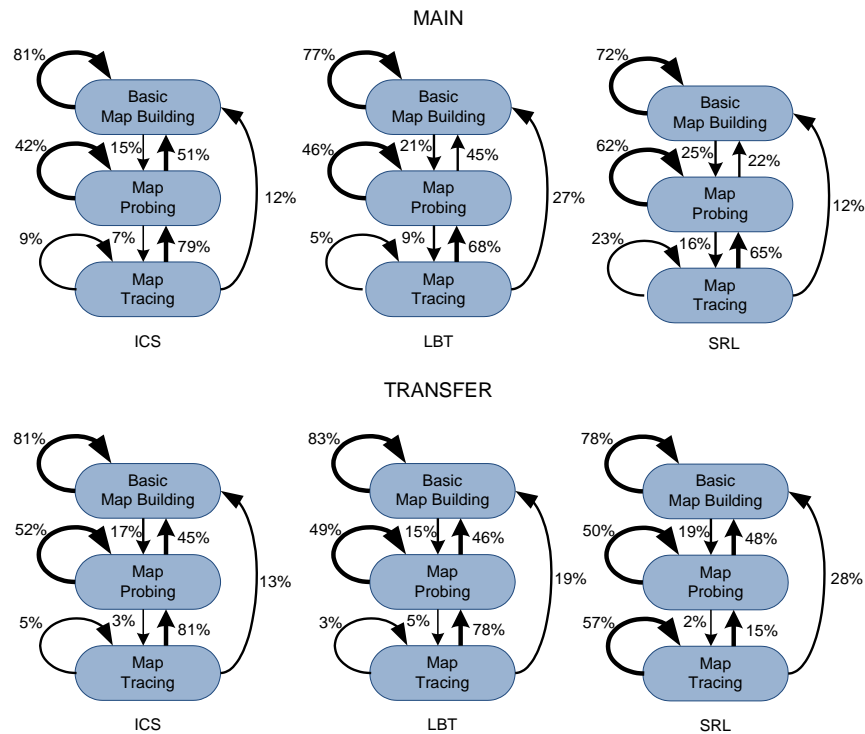 MAIN
81%
Basic
Map Building
15%
51%
42%
Map
Probing
12%
9%
7%
79%
Map
Tracing
ICS
77%
Basic
Map Building
21%
45%
46%
Map
Probing
27%
5%
9%
68%
Map
Tracing
LBT
72%
Basic
Map Building
25%
22%
62%
Map
Probing
12%
23%
16%
65%
Map
Tracing
SRL
TRANSFER
81%
Basic
Map Building
17%
45%
52%
Map
Probing
13%
5%
3%
81%
Map
Tracing
ICS
83%
Basic
Map Building
15%
46%
49%
Map
Probing
19%
3%
5%
78%
Map
Tracing
LBT
78%
Basic
Map Building
19%
48%
50%
Map
Probing
28%
57%
2%
15%
Map
Tracing
SRL